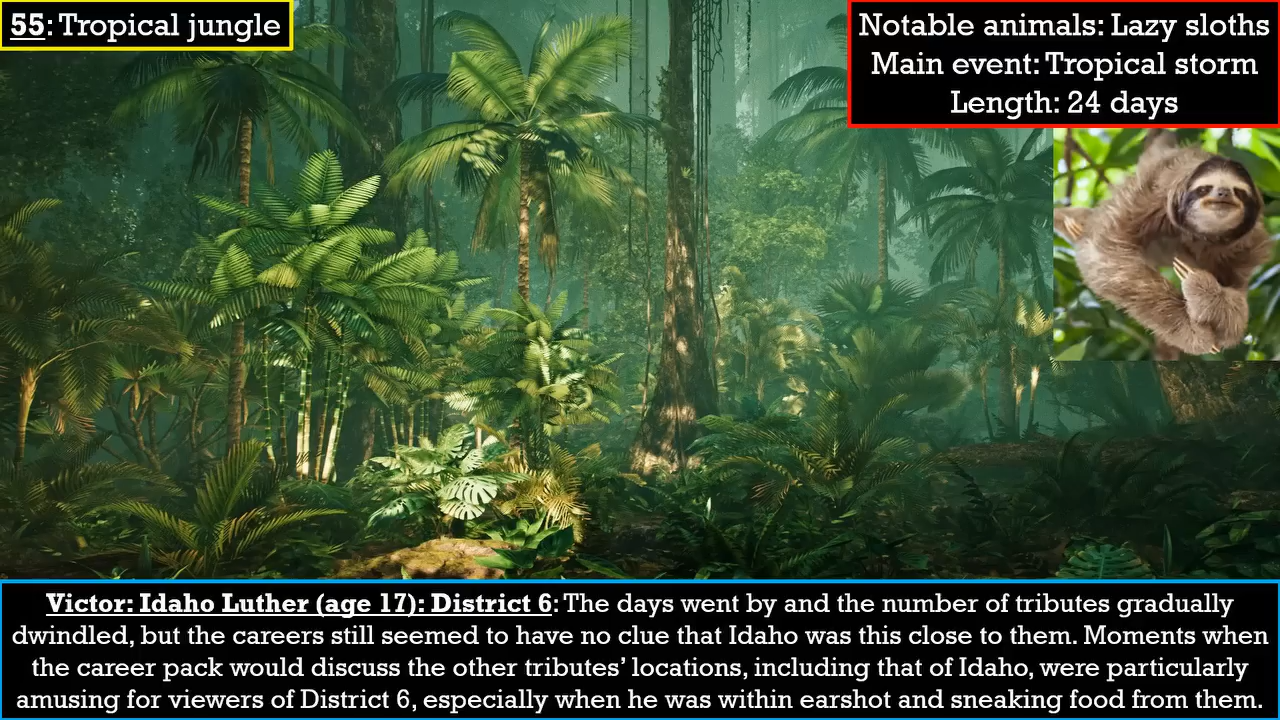 55: Tropical jungle
Notable animals: Lazy sloths
Main event: Tropical storm
Length: 24 days
Victor: Idaho Luther (age 17): District 6: The days went by and the number of tributes gradually
dwindled, but the careers still seemed to have no clue that Idaho was this close to them. Moments when
the career pack would discuss the other tributes’ locations, including that of Idaho, were particularly
amusing for viewers of District 6, especially when he was within earshot and sneaking food from them.